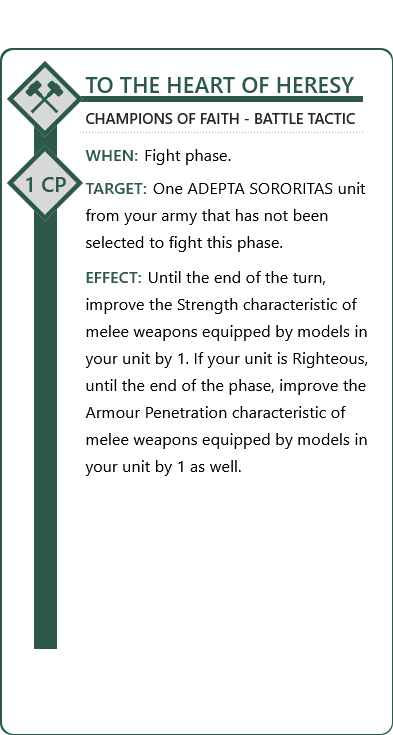 TO THE HEART OF HERESY
CHAMPIONS OF FAITH - BATTLE TACTIC
WHEN: Fight phase.
1 CP
TARGET: One ADEPTA SORORITAS unit
from your army that has not been
selected to fight this phase.
EFFECT: Until the end of the turn,
improve the Strength characteristic of
melee weapons equipped by models in
your unit by 1. If your unit is Righteous,
until the end of the phase, improve the
Armour Penetration characteristic of
melee weapons equipped by models in
your unit by 1 as well.